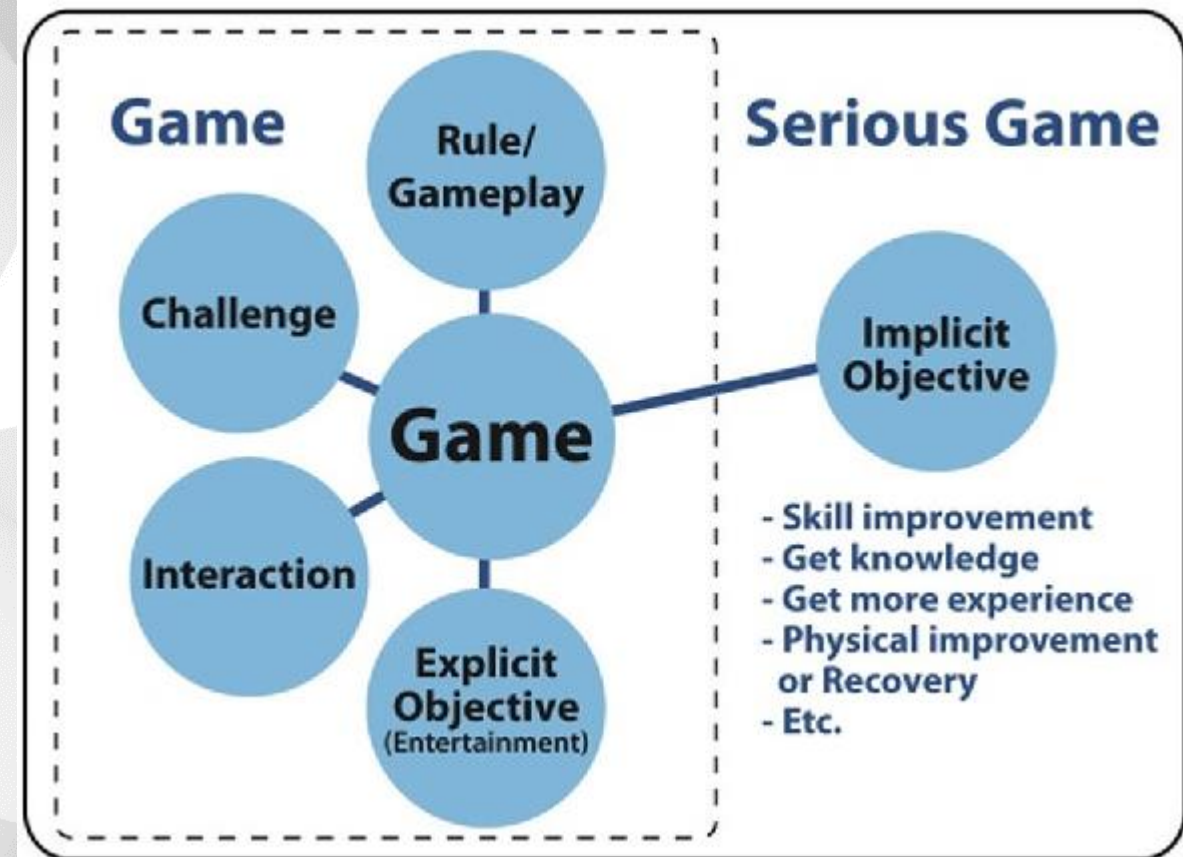 Game
Rule/
Gameplay
Challenge
Game
Interaction
Explicit
Objective
(Entertainment)
Serious Game
Implicit
Objective
- Skill improvement
- Get knowledge
- Get more experience
- Physical improvement
or Recovery
- Etc.